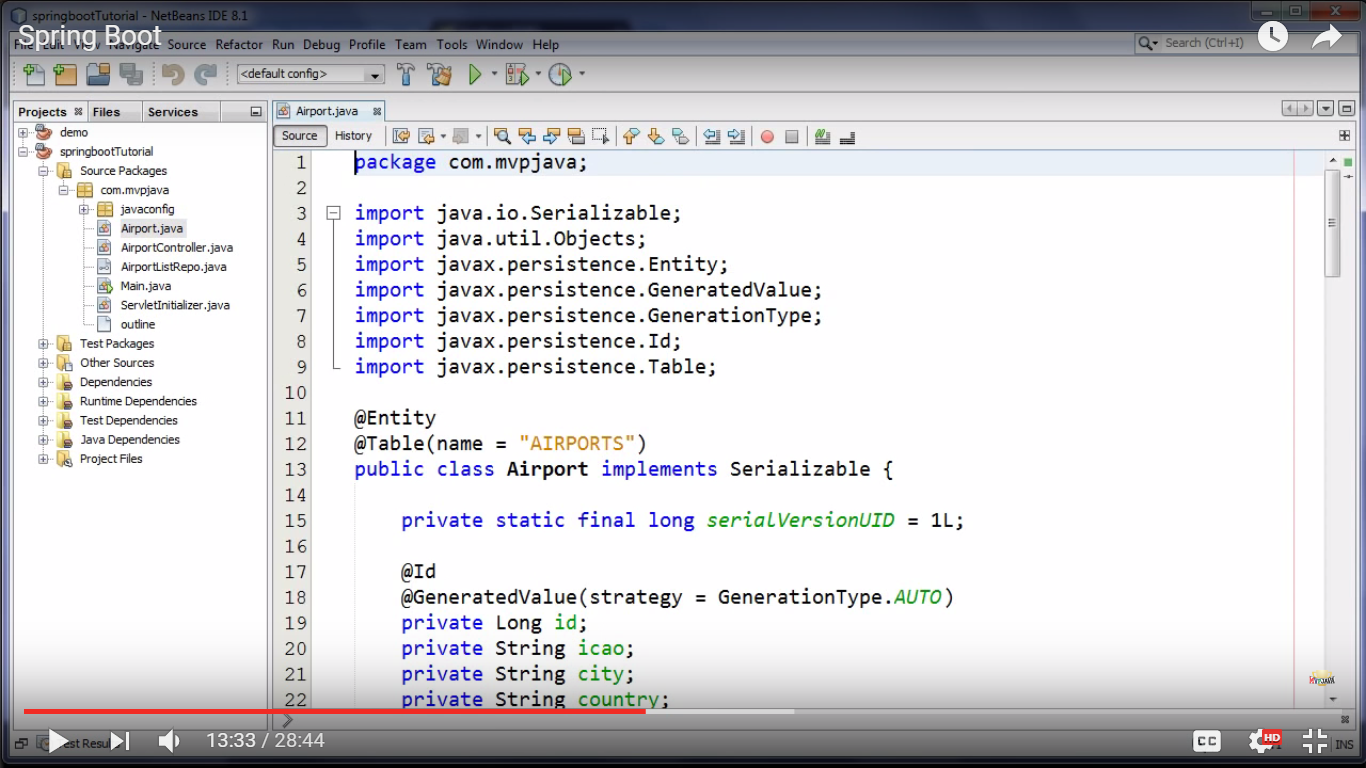 springbootTutorial - NetBeans IDE 8.1
Spring Boot
Source Refactor Run Debug Profile Team Tools Window Help
Search (Ctrl+I)
<default config>
Projects Files Services
Airport.java
Source History
demo
springbootTutorial
Source Packages
com.mvpjava
javaconfig
Airport.java
AirportController.java
AirportListRepo.java
Main.java
ServletInitializer.java
outline
Test Packages
Other Sources
Dependencies
Runtime Dependencies
Test Dependencies
Java Dependencies
Project Files
1 package com.mvpjava;
2
3 import java.io.Serializable;
4 import java.util.Objects;
5 import javax.persistence.Entity;
6 import javax.persistence.GeneratedValue;
7 import javax.persistence.GenerationType;
8 import javax.persistence.Id;
9 import javax.persistence.Table;
10
11 @Entity
12 @Table(name = "AIRPORTS")
13 public class Airport implements Serializable {
14
15 private static final long serialVersionUID = 1L;
16
17 @Id
18 @GeneratedValue(strategy = GenerationType.AUTO)
19 private Long id;
20 private String icao;
21 private String city;
22 private String country;
13:33 / 28:44
CC
HD
INS